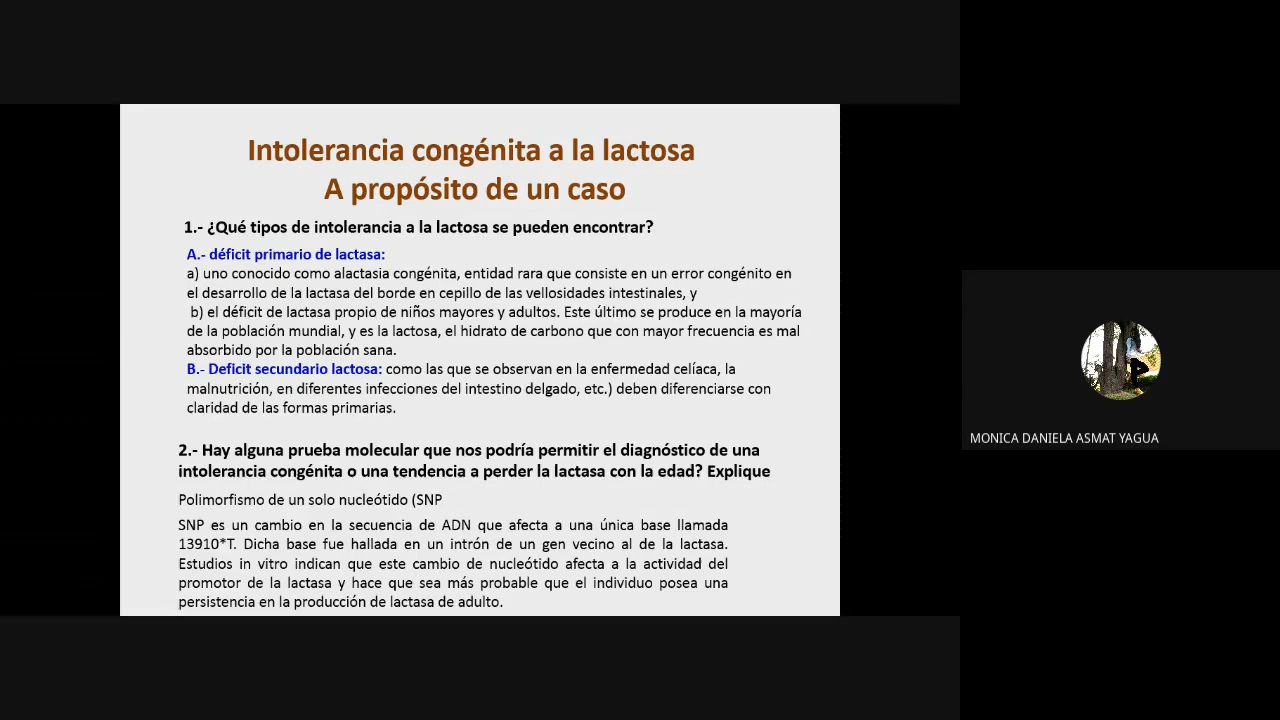 Intolerancia congénita a la lactosa
A propósito de un caso
1.- ¿Qué tipos de intolerancia a la lactosa se pueden encontrar?
A.- déficit primario de lactasa:
a) uno conocido como alactasia congénita, entidad rara que consiste en un error congénito en
el desarrollo de la lactasa del borde en cepillo de las vellosidades intestinales, y
b) el déficit de lactasa propio de niños mayores y adultos. Este último se produce en la mayoría
de la población mundial, y es la lactosa, el hidrato de carbono que con mayor frecuencia es mal
absorbido por la población sana.
B.- Deficit secundario lactosa: como las que se observan en la enfermedad celíaca, la
malnutrición, en diferentes infecciones del intestino delgado, etc.) deben diferenciarse con
claridad de las formas primarias.
2.- Hay alguna prueba molecular que nos podría permitir el diagnóstico de una
intolerancia congénita o una tendencia a perder la lactasa con la edad? Explique
Polimorfismo de un solo nucleótido (SNP
SNP es un cambio en la secuencia de ADN que afecta a una única base llamada
13910*T. Dicha base fue hallada en un intrón de un gen vecino al de la lactasa.
Estudios in vitro indican que este cambio de nucleótido afecta a la actividad del
promotor de la lactasa y hace que sea más probable que el individuo posea una
persistencia en la producción de lactasa de adulto.
MONICA DANIELA ASMAT YAGUA